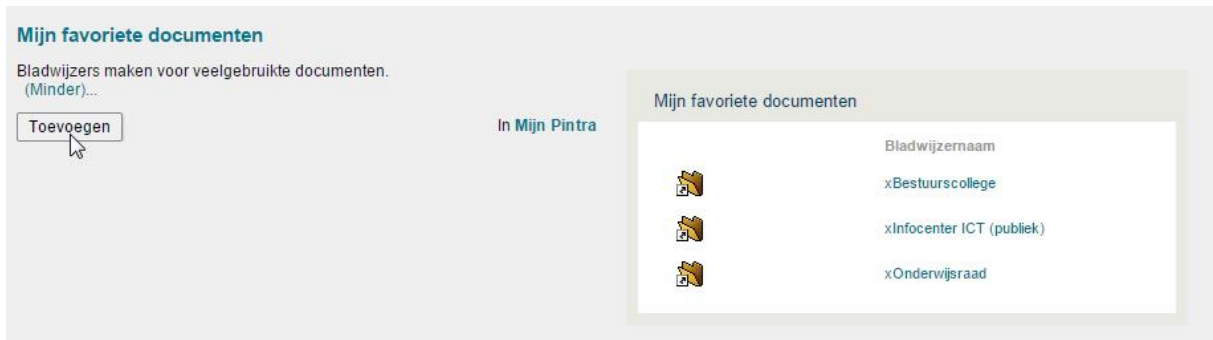 Mijn favoriete documenten
Bladwijzers maken voor veelgebruikte documenten.
(Minder)...
Toevoegen
In Mijn Pintra
Mijn favoriete documenten
Bladwijzernaam
xBestuurscollege
xInfocenter ICT (publiek)
xOnderwijsraad